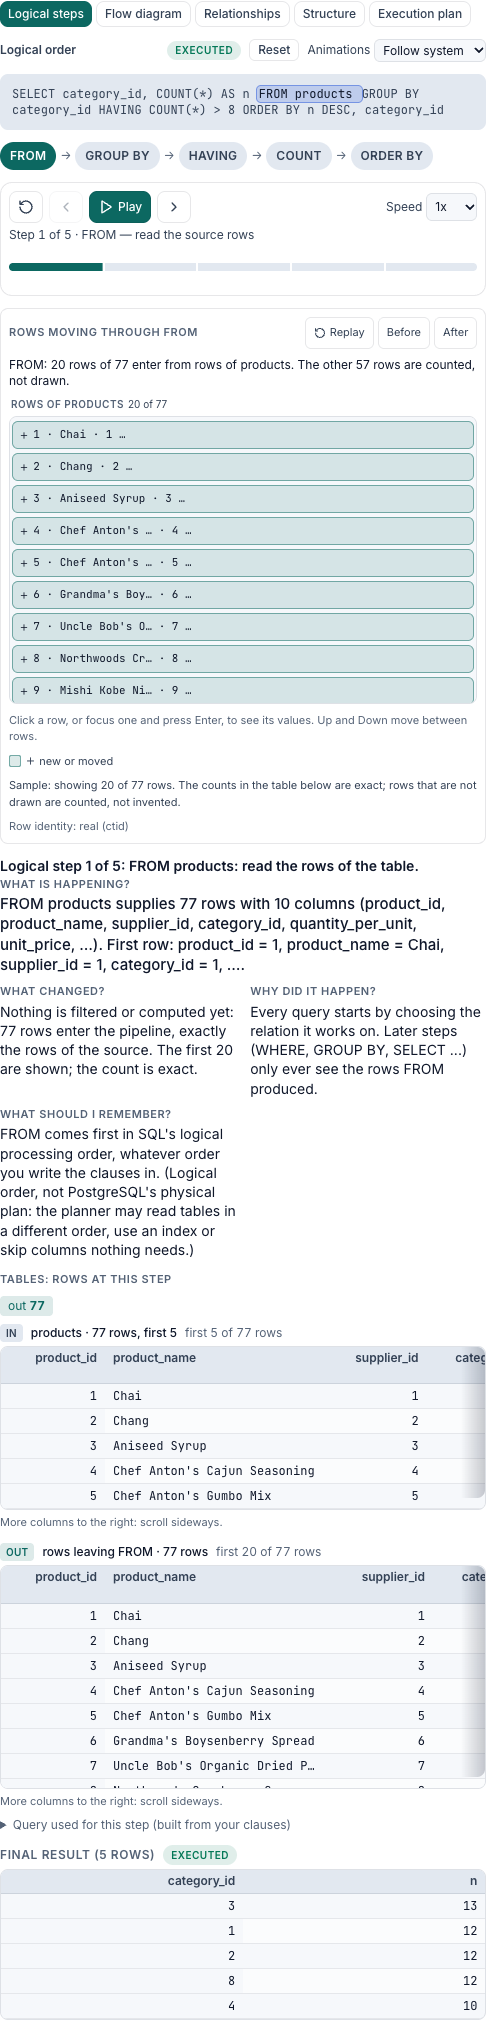 Logical steps Flow diagram Relationships Structure Execution plan
Logical order EXECUTED Reset Animations Follow system
SELECT category_id, COUNT(*) AS n FROM products GROUP BY
category_id HAVING COUNT(*) > 8 ORDER BY n DESC, category_id
FROM → GROUP BY → HAVING → COUNT → ORDER BY
Play Speed 1x
Step 1 of 5 · FROM — read the source rows
ROWS MOVING THROUGH FROM Replay Before After
FROM: 20 rows of 77 enter from rows of products. The other 57 rows are counted,
not drawn.
ROWS OF PRODUCTS 20 of 77
+ 1 · Chai · 1 …
+ 2 · Chang · 2 …
+ 3 · Aniseed Syrup · 3 …
+ 4 · Chef Anton's … · 4 …
+ 5 · Chef Anton's … · 5 …
+ 6 · Grandma's Boy… · 6 …
+ 7 · Uncle Bob's O… · 7 …
+ 8 · Northwoods Cr… · 8 …
+ 9 · Mishi Kobe Ni… · 9 …
Click a row, or focus one and press Enter, to see its values. Up and Down move between
rows.
+ new or moved
Sample: showing 20 of 77 rows. The counts in the table below are exact; rows that are not
drawn are counted, not invented.
Row identity: real (ctid)
Logical step 1 of 5: FROM products: read the rows of the table.
WHAT IS HAPPENING?
FROM products supplies 77 rows with 10 columns (product_id,
product_name, supplier_id, category_id, quantity_per_unit,
unit_price, …). First row: product_id = 1, product_name = Chai,
supplier_id = 1, category_id = 1, ….
WHAT CHANGED?
Nothing is filtered or computed yet:
77 rows enter the pipeline, exactly
the rows of the source. The first 20
are shown; the count is exact.
WHY DID IT HAPPEN?
Every query starts by choosing the
relation it works on. Later steps
(WHERE, GROUP BY, SELECT …)
only ever see the rows FROM
produced.
WHAT SHOULD I REMEMBER?
FROM comes first in SQL's logical
processing order, whatever order
you write the clauses in. (Logical
order, not PostgreSQL's physical
plan: the planner may read tables in
a different order, use an index or
skip columns nothing needs.)
TABLES: ROWS AT THIS STEP
out 77
IN products · 77 rows, first 5 first 5 of 77 rows
product_id product_name supplier_id categ
1 Chai 1
2 Chang 2
3 Aniseed Syrup 3
4 Chef Anton's Cajun Seasoning 4
5 Chef Anton's Gumbo Mix 5
More columns to the right: scroll sideways.
OUT rows leaving FROM · 77 rows first 20 of 77 rows
product_id product_name supplier_id cate
1 Chai 1
2 Chang 2
3 Aniseed Syrup 3
4 Chef Anton's Cajun Seasoning 4
5 Chef Anton's Gumbo Mix 5
6 Grandma's Boysenberry Spread 6
7 Uncle Bob's Organic Dried P… 7
More columns to the right: scroll sideways.
Query used for this step (built from your clauses)
FINAL RESULT (5 ROWS) EXECUTED
category_id n
3 13
1 12
2 12
8 12
4 10